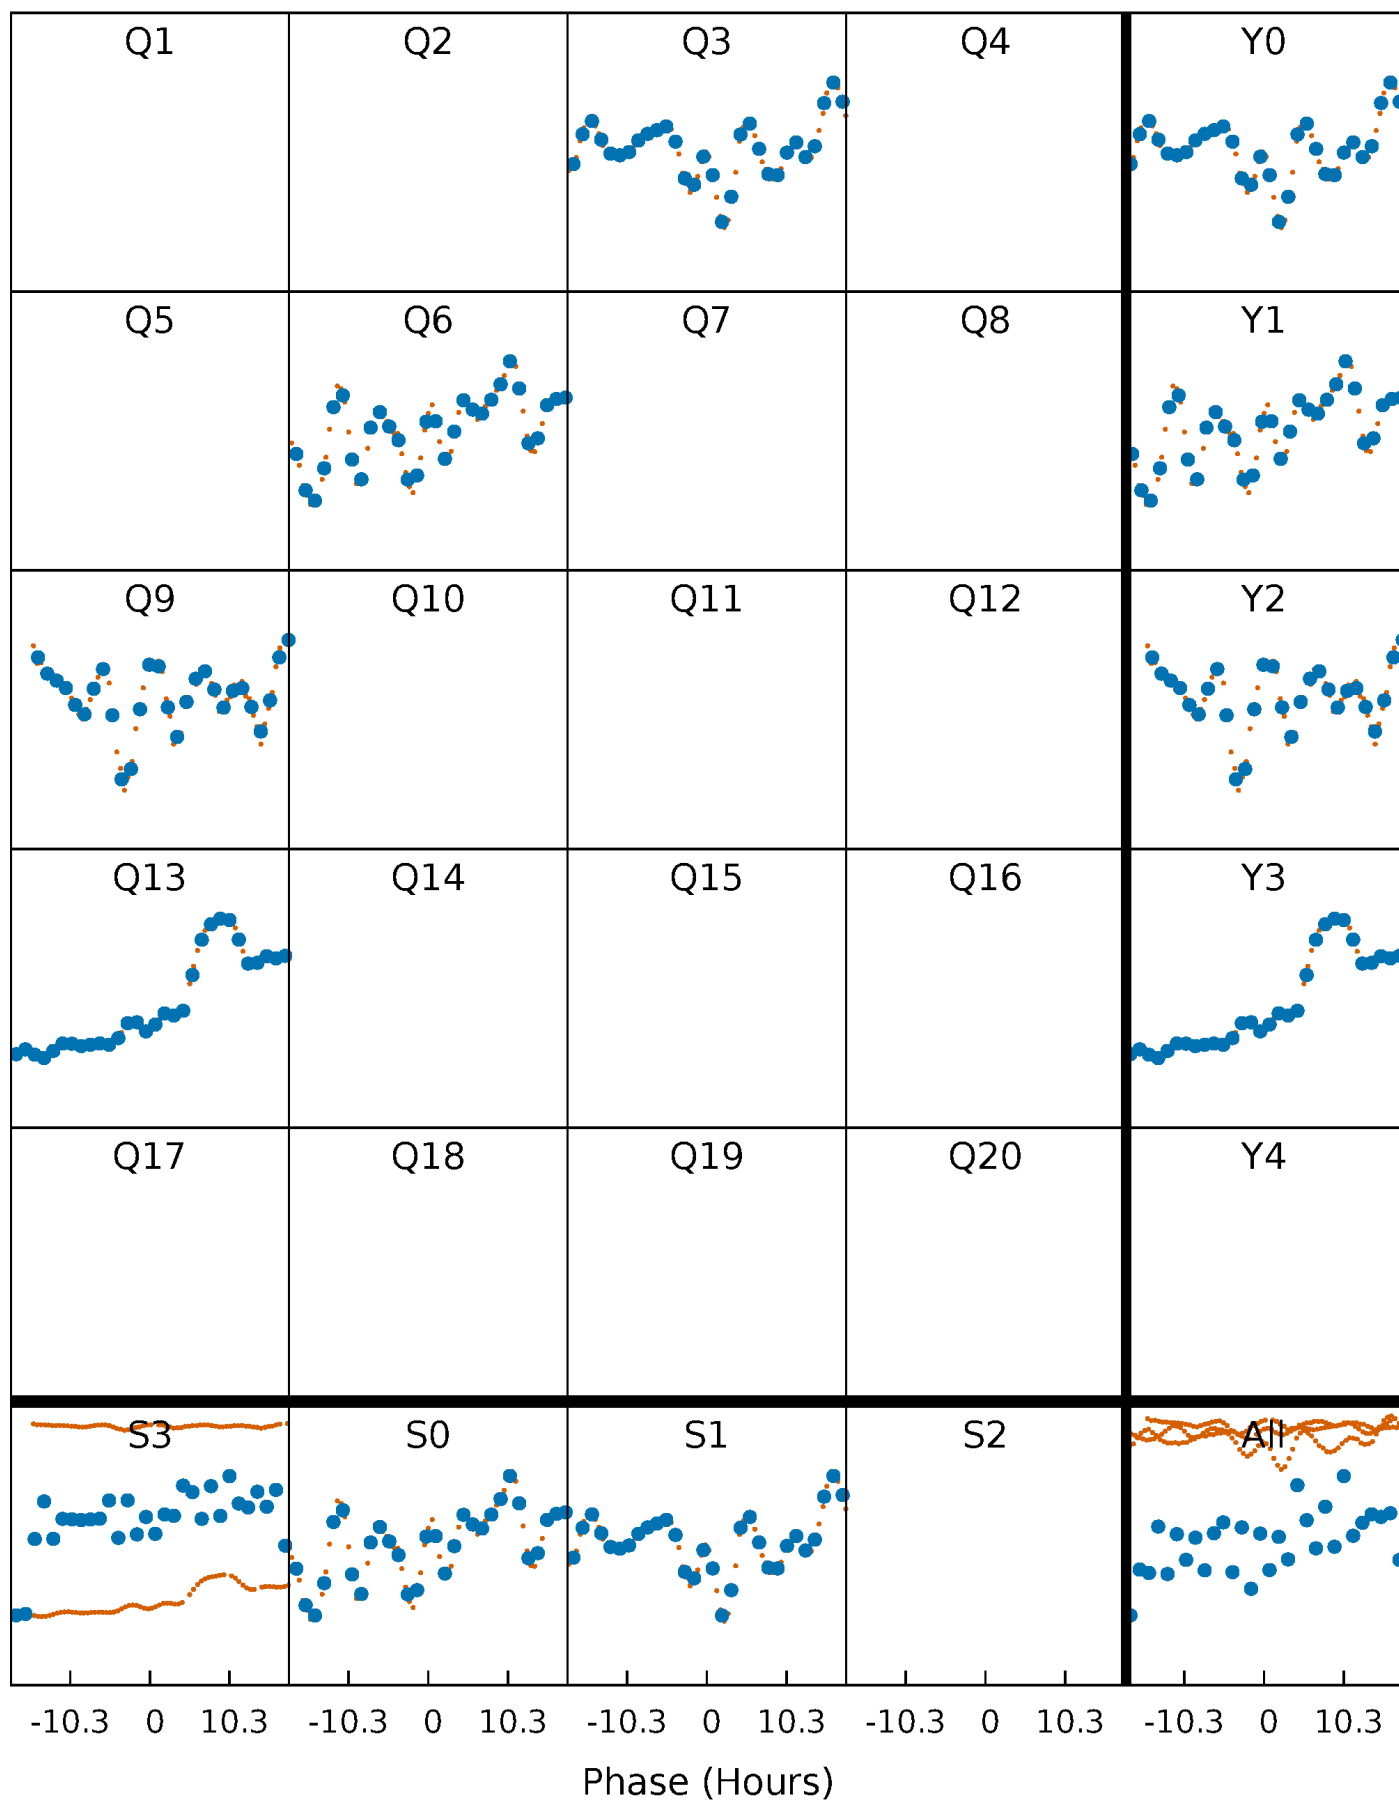 Q1 Q2 Q3 Q4 Y0
Q5 Q6 Q7 Q8 Y1
Q9 Q10 Q11 Q12 Y2
Q13 Q14 Q15 Q16 Y3
Q17 Q18 Q19 Q20 Y4
S3 S0 S1 S2 All
-10.3 0 10.3 -10.3 0 10.3 -10.3 0 10.3 -10.3 0 10.3 -10.3 0 10.3
Phase (Hours)